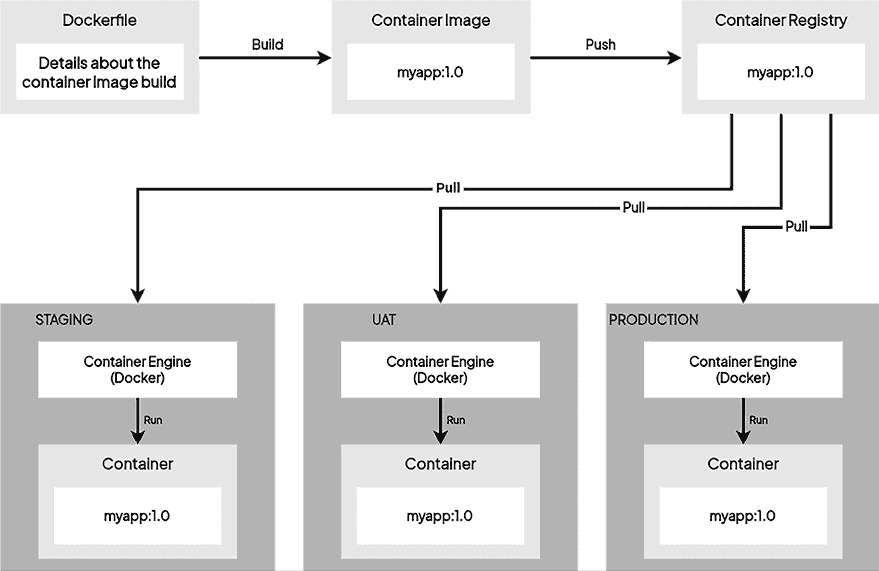 Dockerfile
Details about the
container image build
Build
Container Image
myapp:1.0
Push
Container Registry
myapp:1.0
Pull
Pull
Pull
STAGING
Container Engine
(Docker)
Run
Container
myapp:1.0
UAT
Container Engine
(Docker)
Run
Container
myapp:1.0
PRODUCTION
Container Engine
(Docker)
Run
Container
myapp:1.0